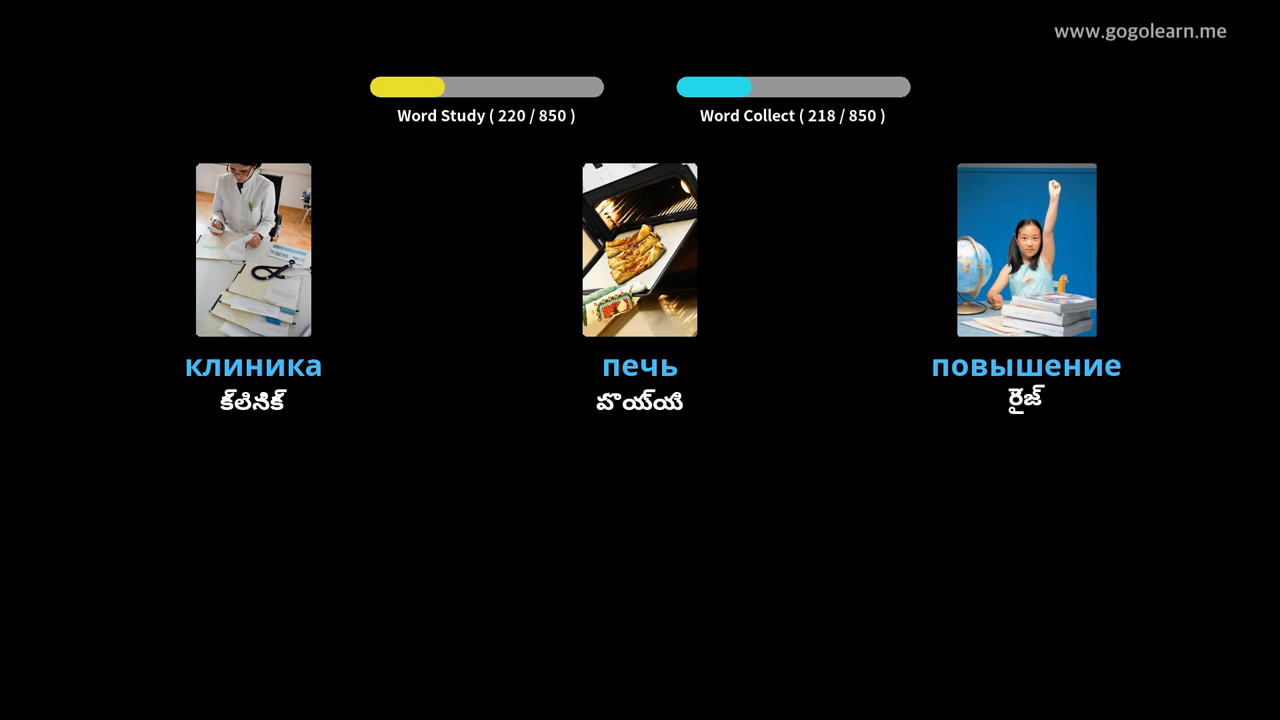 www.gogolearn.me
Word Study ( 220 / 850 )
Word Collect ( 218 / 850 )
клиника
печь
повышение
క్‌లినిక్
పొయ్‌యి
రైజ్